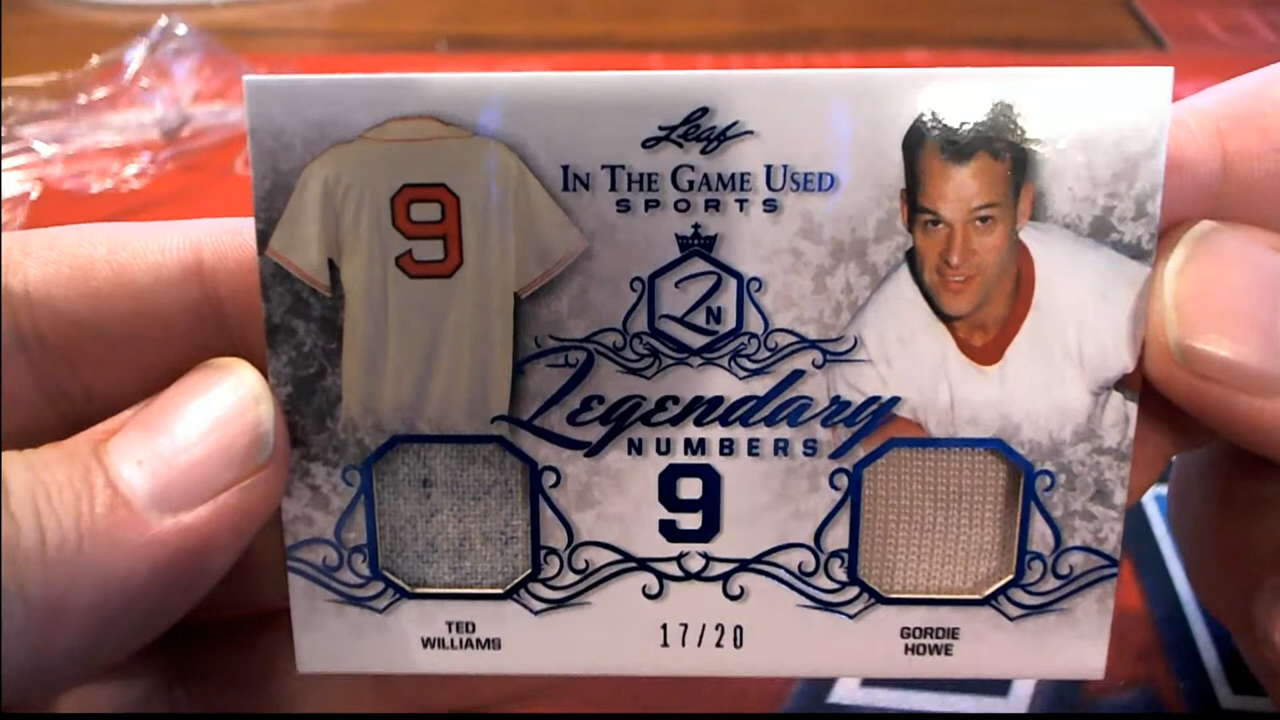 9
Leaf
IN THE GAME USED
SPORTS
LN
Legendary
NUMBERS
9
TED
WILLIAMS
17/20
GORDIE
HOWE